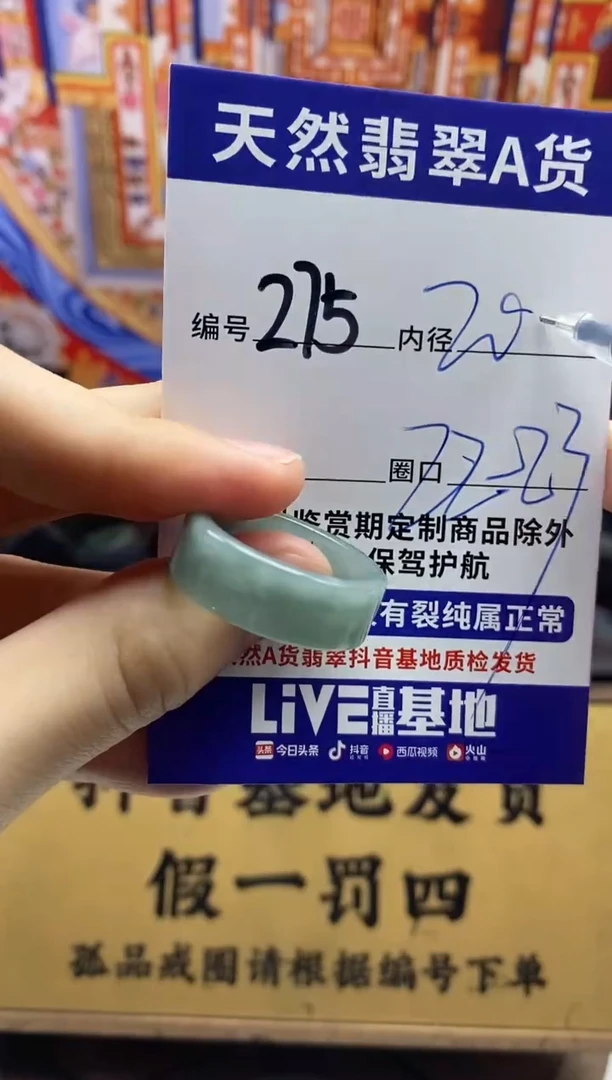 天然翡翠A货
编号 275 内径 20
圈口 22-23
鉴赏期定制商品除外
保驾护航
有裂纯属正常
然A货翡翠抖音基地质检发货
LiVE直播基地
头条 今日头条 抖音 西瓜视频 火山
抖音基地发货
假一罚四
孤品戒圈请根据编号下单